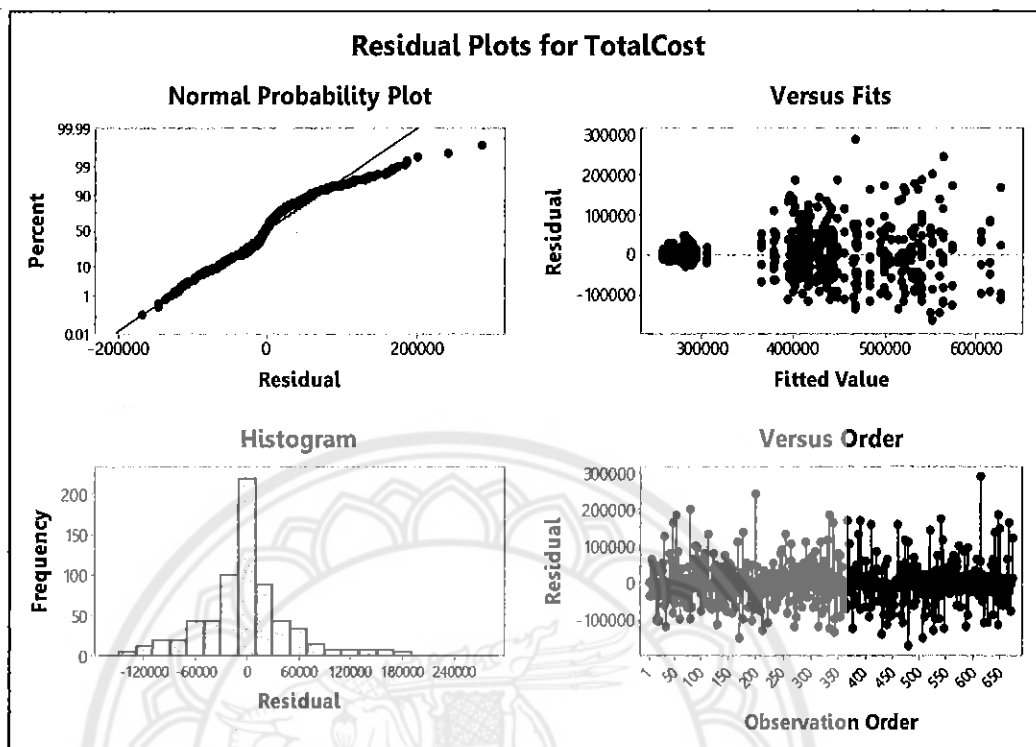 Residual Plots for TotalCost
Normal Probability Plot
99.99
99
90
50
10
1
0.01
Percent
-200000 0 200000
Residual
Versus Fits
300000
200000
100000
0
-100000
Residual
300000 400000 500000 600000
Fitted Value
Histogram
200
150
100
50
0
Frequency
-120000 -60000 0 60000 120000 180000 240000
Residual
Versus Order
300000
200000
100000
0
-100000
Residual
1 50 100 150 200 250 300 350 400 450 500 550 600 650
Observation Order